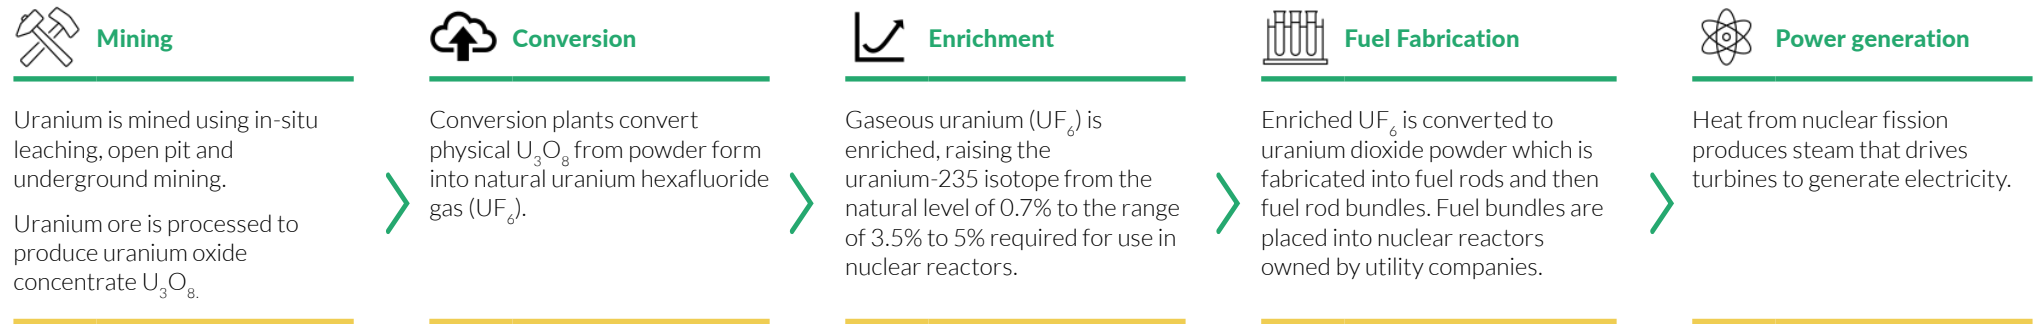 Mining
Uranium is mined using in-situ
leaching, open pit and
underground mining.
Uranium ore is processed to
produce uranium oxide
concentrate U₃O₈.
Conversion
Conversion plants convert
physical U₃O₈ from powder form
into natural uranium hexafluoride
gas (UF₆).
Enrichment
Gaseous uranium (UF₆) is
enriched, raising the
uranium-235 isotope from the
natural level of 0.7% to the range
of 3.5% to 5% required for use in
nuclear reactors.
Fuel Fabrication
Enriched UF₆ is converted to
uranium dioxide powder which is
fabricated into fuel rods and then
fuel rod bundles. Fuel bundles are
placed into nuclear reactors
owned by utility companies.
Power generation
Heat from nuclear fission
produces steam that drives
turbines to generate electricity.